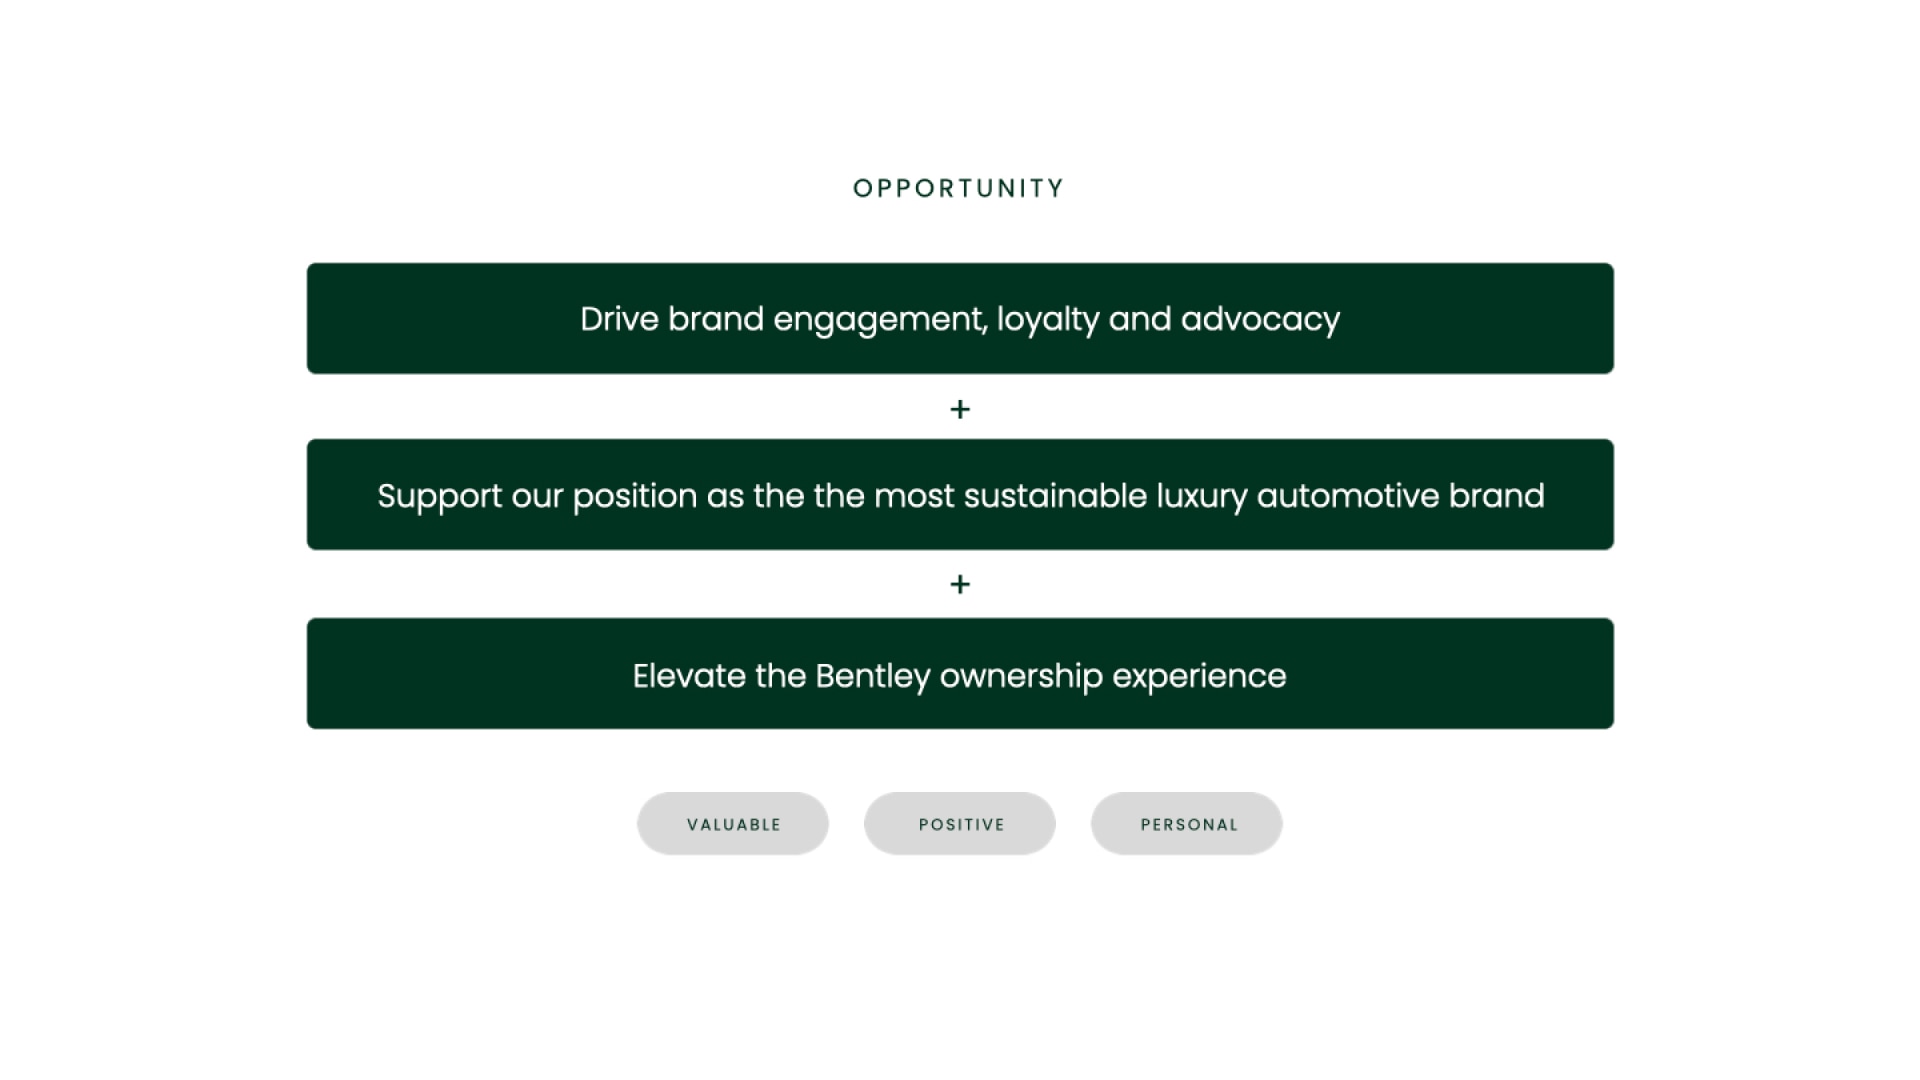 OPPORTUNITY
Drive brand engagement, loyalty and advocacy
+
Support our position as the the most sustainable luxury automotive brand
+
Elevate the Bentley ownership experience
VALUABLE
POSITIVE
PERSONAL